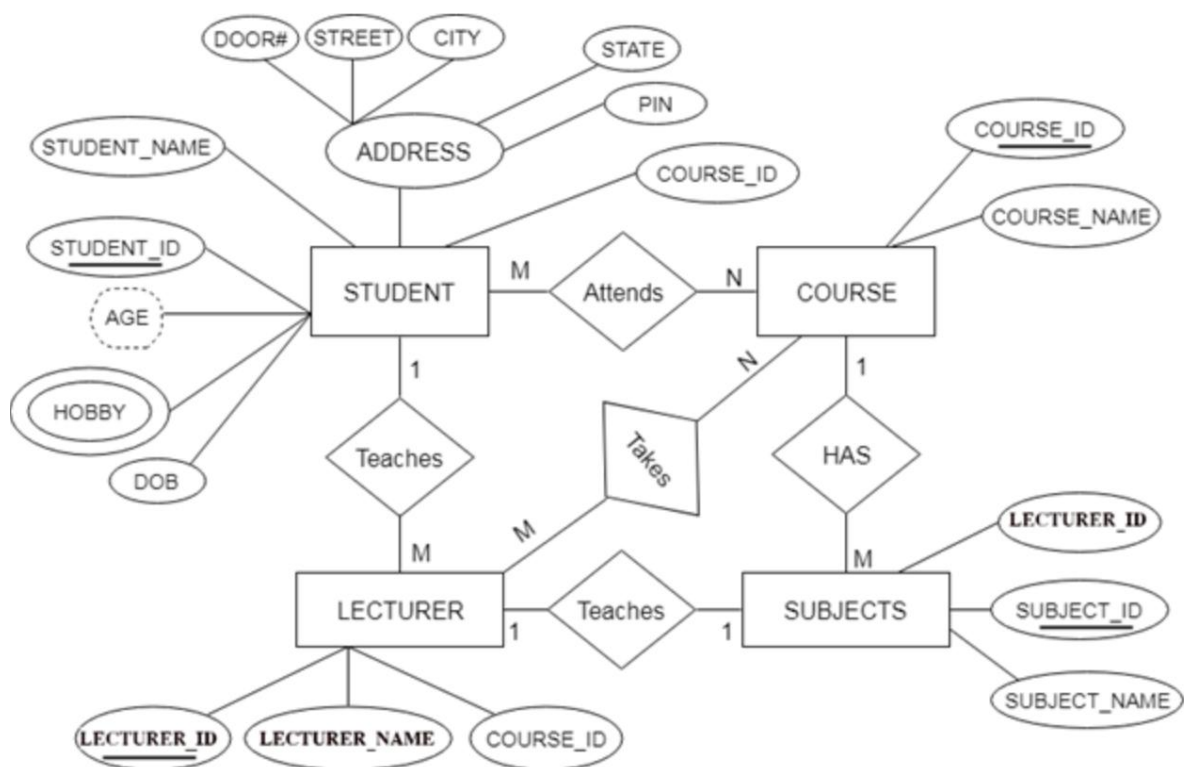 DOOR# STREET CITY
STATE
PIN
ADDRESS
STUDENT_NAME
COURSE_ID
COURSE_ID
COURSE_NAME
STUDENT_ID
AGE
HOBBY
DOB
STUDENT
M
Attends
N
COURSE
1
Teaches
M
N
Takes
M
1
HAS
M
LECTURER
1
Teaches
1
SUBJECTS
LECTURER_ID
SUBJECT_ID
SUBJECT_NAME
LECTURER_ID
LECTURER_NAME
COURSE_ID